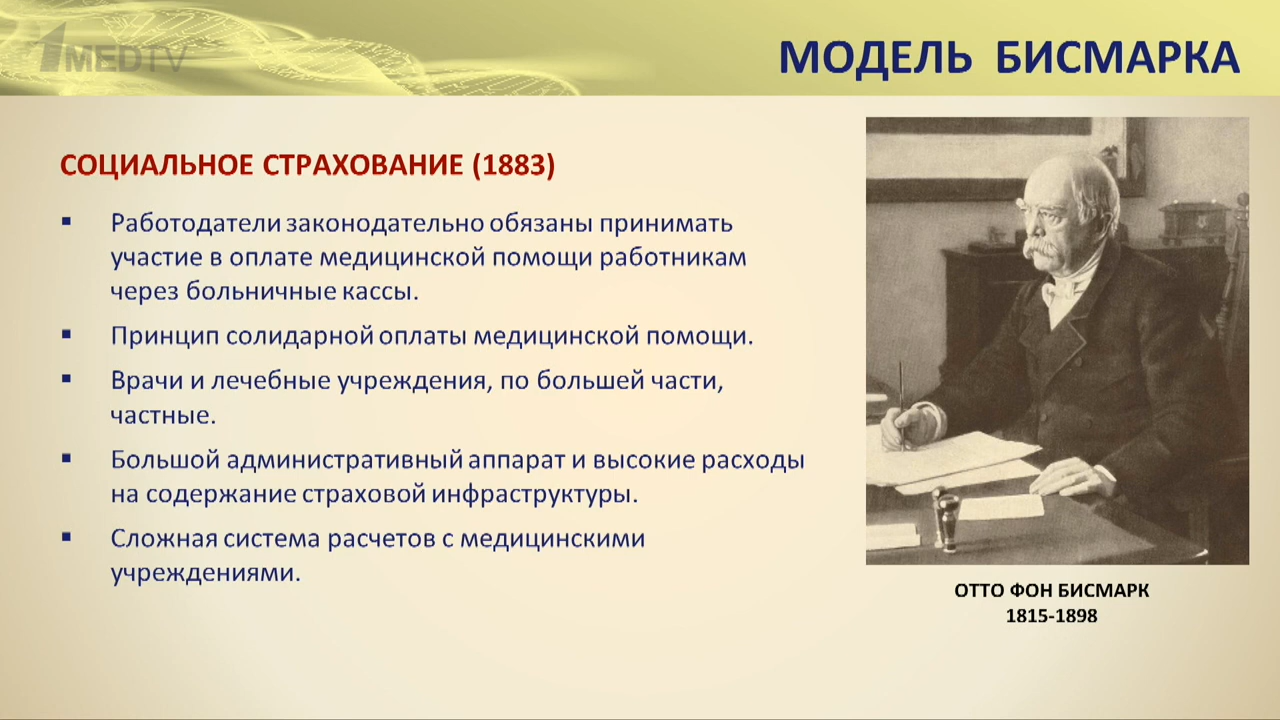 1MEDTV
МОДЕЛЬ БИСМАРКА
СОЦИАЛЬНОЕ СТРАХОВАНИЕ (1883)
▪ Работодатели законодательно обязаны принимать
участие в оплате медицинской помощи работникам
через больничные кассы.
▪ Принцип солидарной оплаты медицинской помощи.
▪ Врачи и лечебные учреждения, по большей части,
частные.
▪ Большой административный аппарат и высокие расходы
на содержание страховой инфраструктуры.
▪ Сложная система расчетов с медицинскими
учреждениями.
ОТТО ФОН БИСМАРК
1815-1898